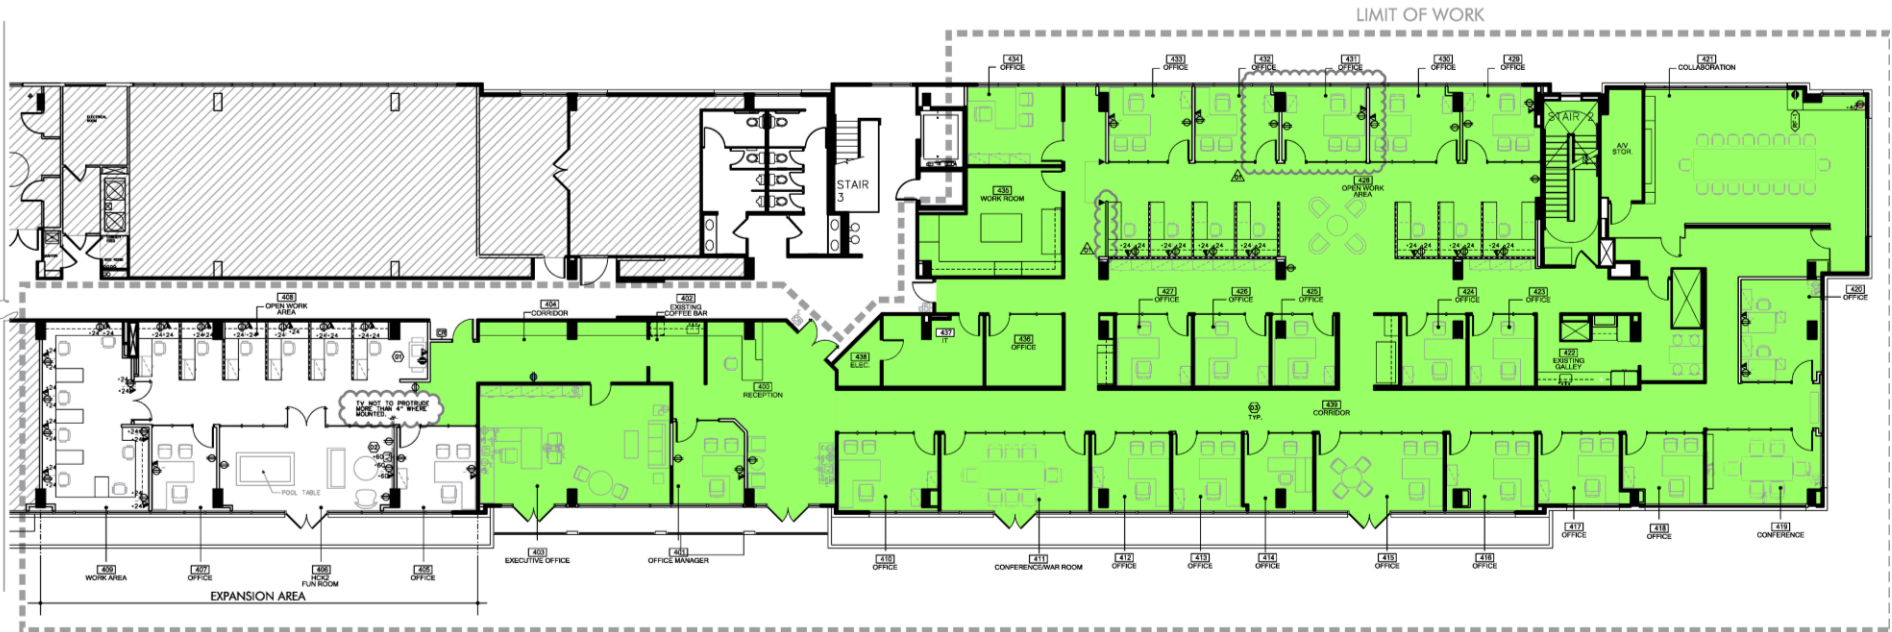 LIMIT OF WORK
434
OFFICE
433
OFFICE
432
OFFICE
431
OFFICE
430
OFFICE
429
OFFICE
421
COLLABORATION
ELECTRICAL
ROOM
STAIR 2
A/V
STOR.
STAIR
3
435
WORK ROOM
428
OPEN WORK
AREA
408
OPEN WORK
AREA
404
CORRIDOR
402
EXISTING
COFFEE BAR
427
OFFICE
426
OFFICE
425
OFFICE
424
OFFICE
423
OFFICE
420
OFFICE
437
IT
436
OFFICE
438
ELEC.
422
EXISTING
GALLEY
400
RECEPTION
TV NOT TO PROTRUDE
MORE THAN 4" WHERE
MOUNTED.
D3
TYP.
439
CORRIDOR
POOL TABLE
409
WORK AREA
407
OFFICE
406
HCK2
FUN ROOM
405
OFFICE
403
EXECUTIVE OFFICE
401
OFFICE MANAGER
410
OFFICE
411
CONFERENCE/WAR ROOM
412
OFFICE
413
OFFICE
414
OFFICE
415
OFFICE
416
OFFICE
417
OFFICE
418
OFFICE
419
CONFERENCE
EXPANSION AREA